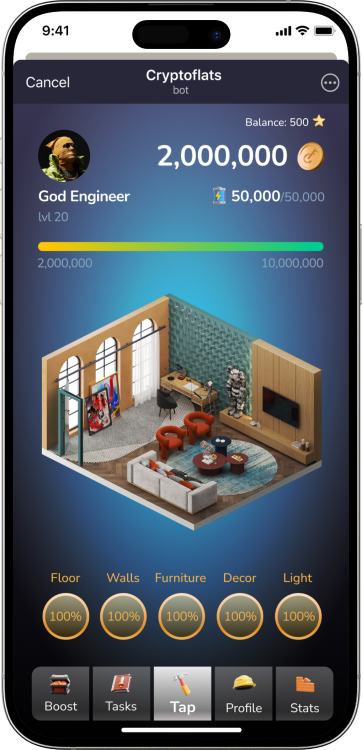 9:41
Cancel
Cryptoflats
bot
Balance: 500
2,000,000
God Engineer
50,000/50,000
lvl 20
2,000,000
10,000,000
Floor Walls Furniture Decor Light
100% 100% 100% 100% 100%
Boost Tasks Tap Profile Stats